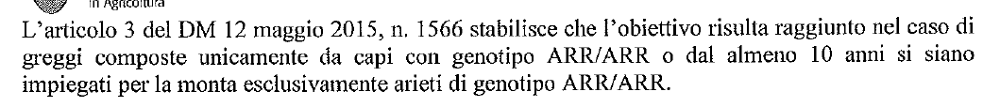 in Agricoltura
L'articolo 3 del DM 12 maggio 2015, n. 1566 stabilisce che l'obiettivo risulta raggiunto nel caso di
greggi composte unicamente da capi con genotipo ARR/ARR o dal almeno 10 anni si siano
impiegati per la monta esclusivamente arieti di genotipo ARR/ARR.